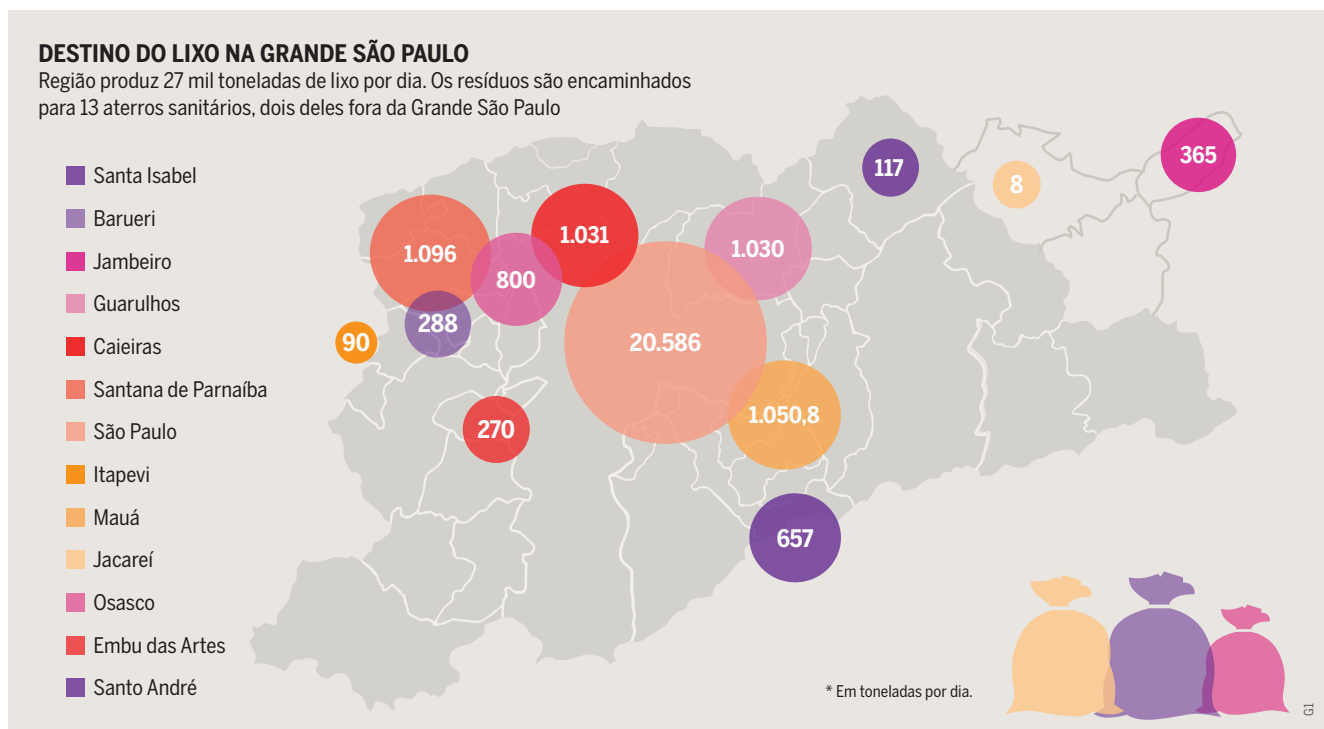 DESTINO DO LIXO NA GRANDE SÃO PAULO
Região produz 27 mil toneladas de lixo por dia. Os resíduos são encaminhados
para 13 aterros sanitários, dois deles fora da Grande São Paulo
Santa Isabel
Barueri
Jambeiro
Guarulhos
Caieiras
Santana de Parnaíba
São Paulo
Itapevi
Mauá
Jacareí
Osasco
Embu das Artes
Santo André
117
8
365
1.096
800
1.031
1.030
288
90
20.586
270
1.050,8
657
* Em toneladas por dia.
G1